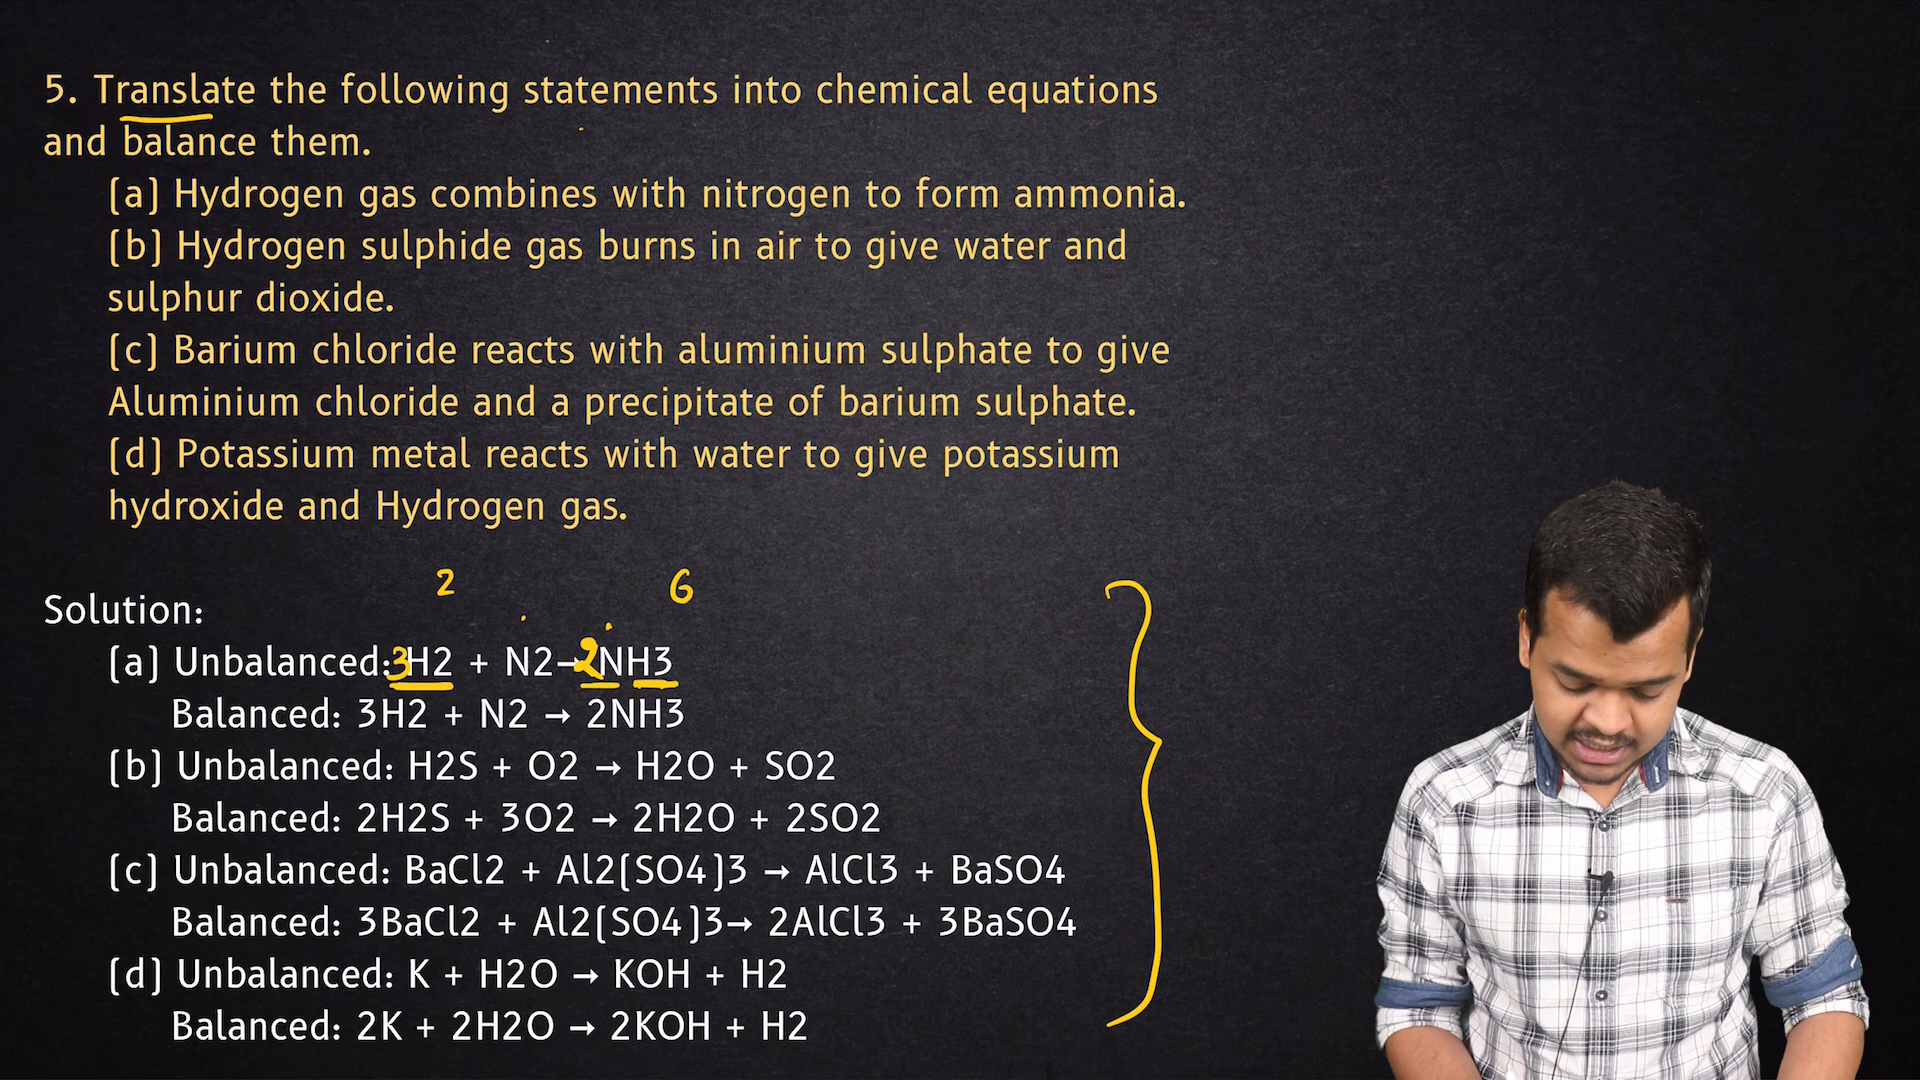 5. Translate the following statements into chemical equations
and balance them.
(a) Hydrogen gas combines with nitrogen to form ammonia.
(b) Hydrogen sulphide gas burns in air to give water and
sulphur dioxide.
(c) Barium chloride reacts with aluminium sulphate to give
Aluminium chloride and a precipitate of barium sulphate.
(d) Potassium metal reacts with water to give potassium
hydroxide and Hydrogen gas.
2 6
Solution:
(a) Unbalanced: 3H2 + N2→ 2NH3
Balanced: 3H2 + N2 → 2NH3
(b) Unbalanced: H2S + O2 → H2O + SO2
Balanced: 2H2S + 3O2 → 2H2O + 2SO2
(c) Unbalanced: BaCl2 + Al2(SO4)3 → AlCl3 + BaSO4
Balanced: 3BaCl2 + Al2(SO4)3→ 2AlCl3 + 3BaSO4
(d) Unbalanced: K + H2O → KOH + H2
Balanced: 2K + 2H2O → 2KOH + H2